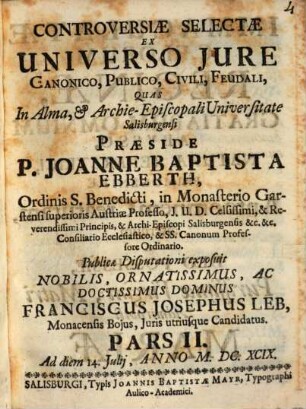 4
CONTROVERSIÆ SELECTÆ
EX
UNIVERSO JURE
CANONICO, PUBLICO, CIVILI, FEUDALI,
QUAS
In Alma, & Archie-Episcopali Universitate
Salisburgensi
PRÆSIDE
P. JOANNE BAPTISTA
EBBERTH,
Ordinis S. Benedicti, in Monasterio Gar-
stensi superioris Austriæ Professo, J. U. D. Celsissimi, & Re-
verendissimi Principis, & Archi-Episcopi Salisburgensis &c. &c.
Consiliario Ecclesiastico, & SS. Canonum Profes-
sore Ordinario.
Publicæ Disputationi exposuit
NOBILIS, ORNATISSIMUS, AC
DOCTISSIMUS DOMINUS
FRANCISCUS JOSEPHUS LEB,
Monacensis Bojus, Juris utriusque Candidatus.
PARS II.
Ad diem 14. Julij, ANNO M. DC. XCIX.
SALISBURGI, Typis JOANNIS BAPTISTÆ MAYR, Typographi
Aulico-Academici.